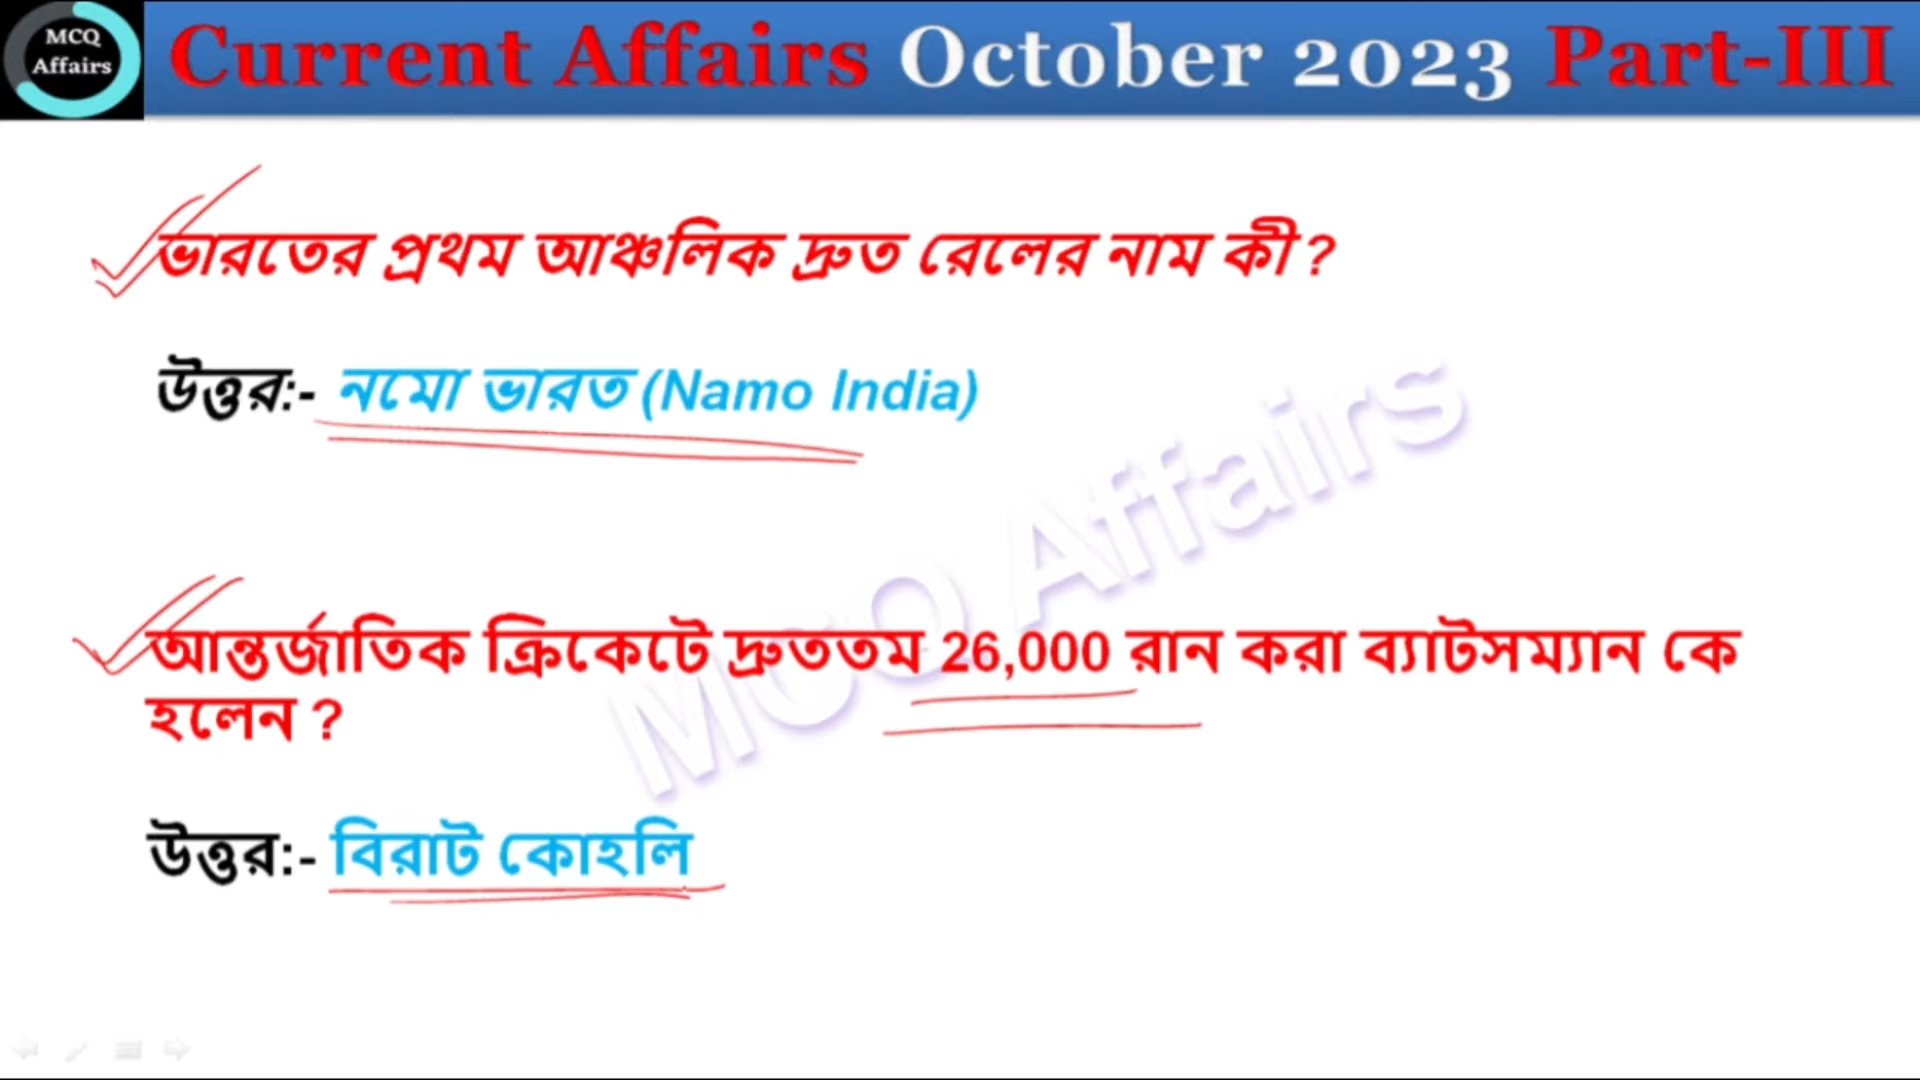 MCQ
Affairs
Current Affairs October 2023 Part-III
ভারতের প্রথম আঞ্চলিক দ্রুত রেলের নাম কী ?
উত্তর:- নমো ভারত (Namo India)
আন্তর্জাতিক ক্রিকেটে দ্রুততম 26,000 রান করা ব্যাটসম্যান কে
হলেন ?
উত্তর:- বিরাট কোহলি
MCQ Affairs